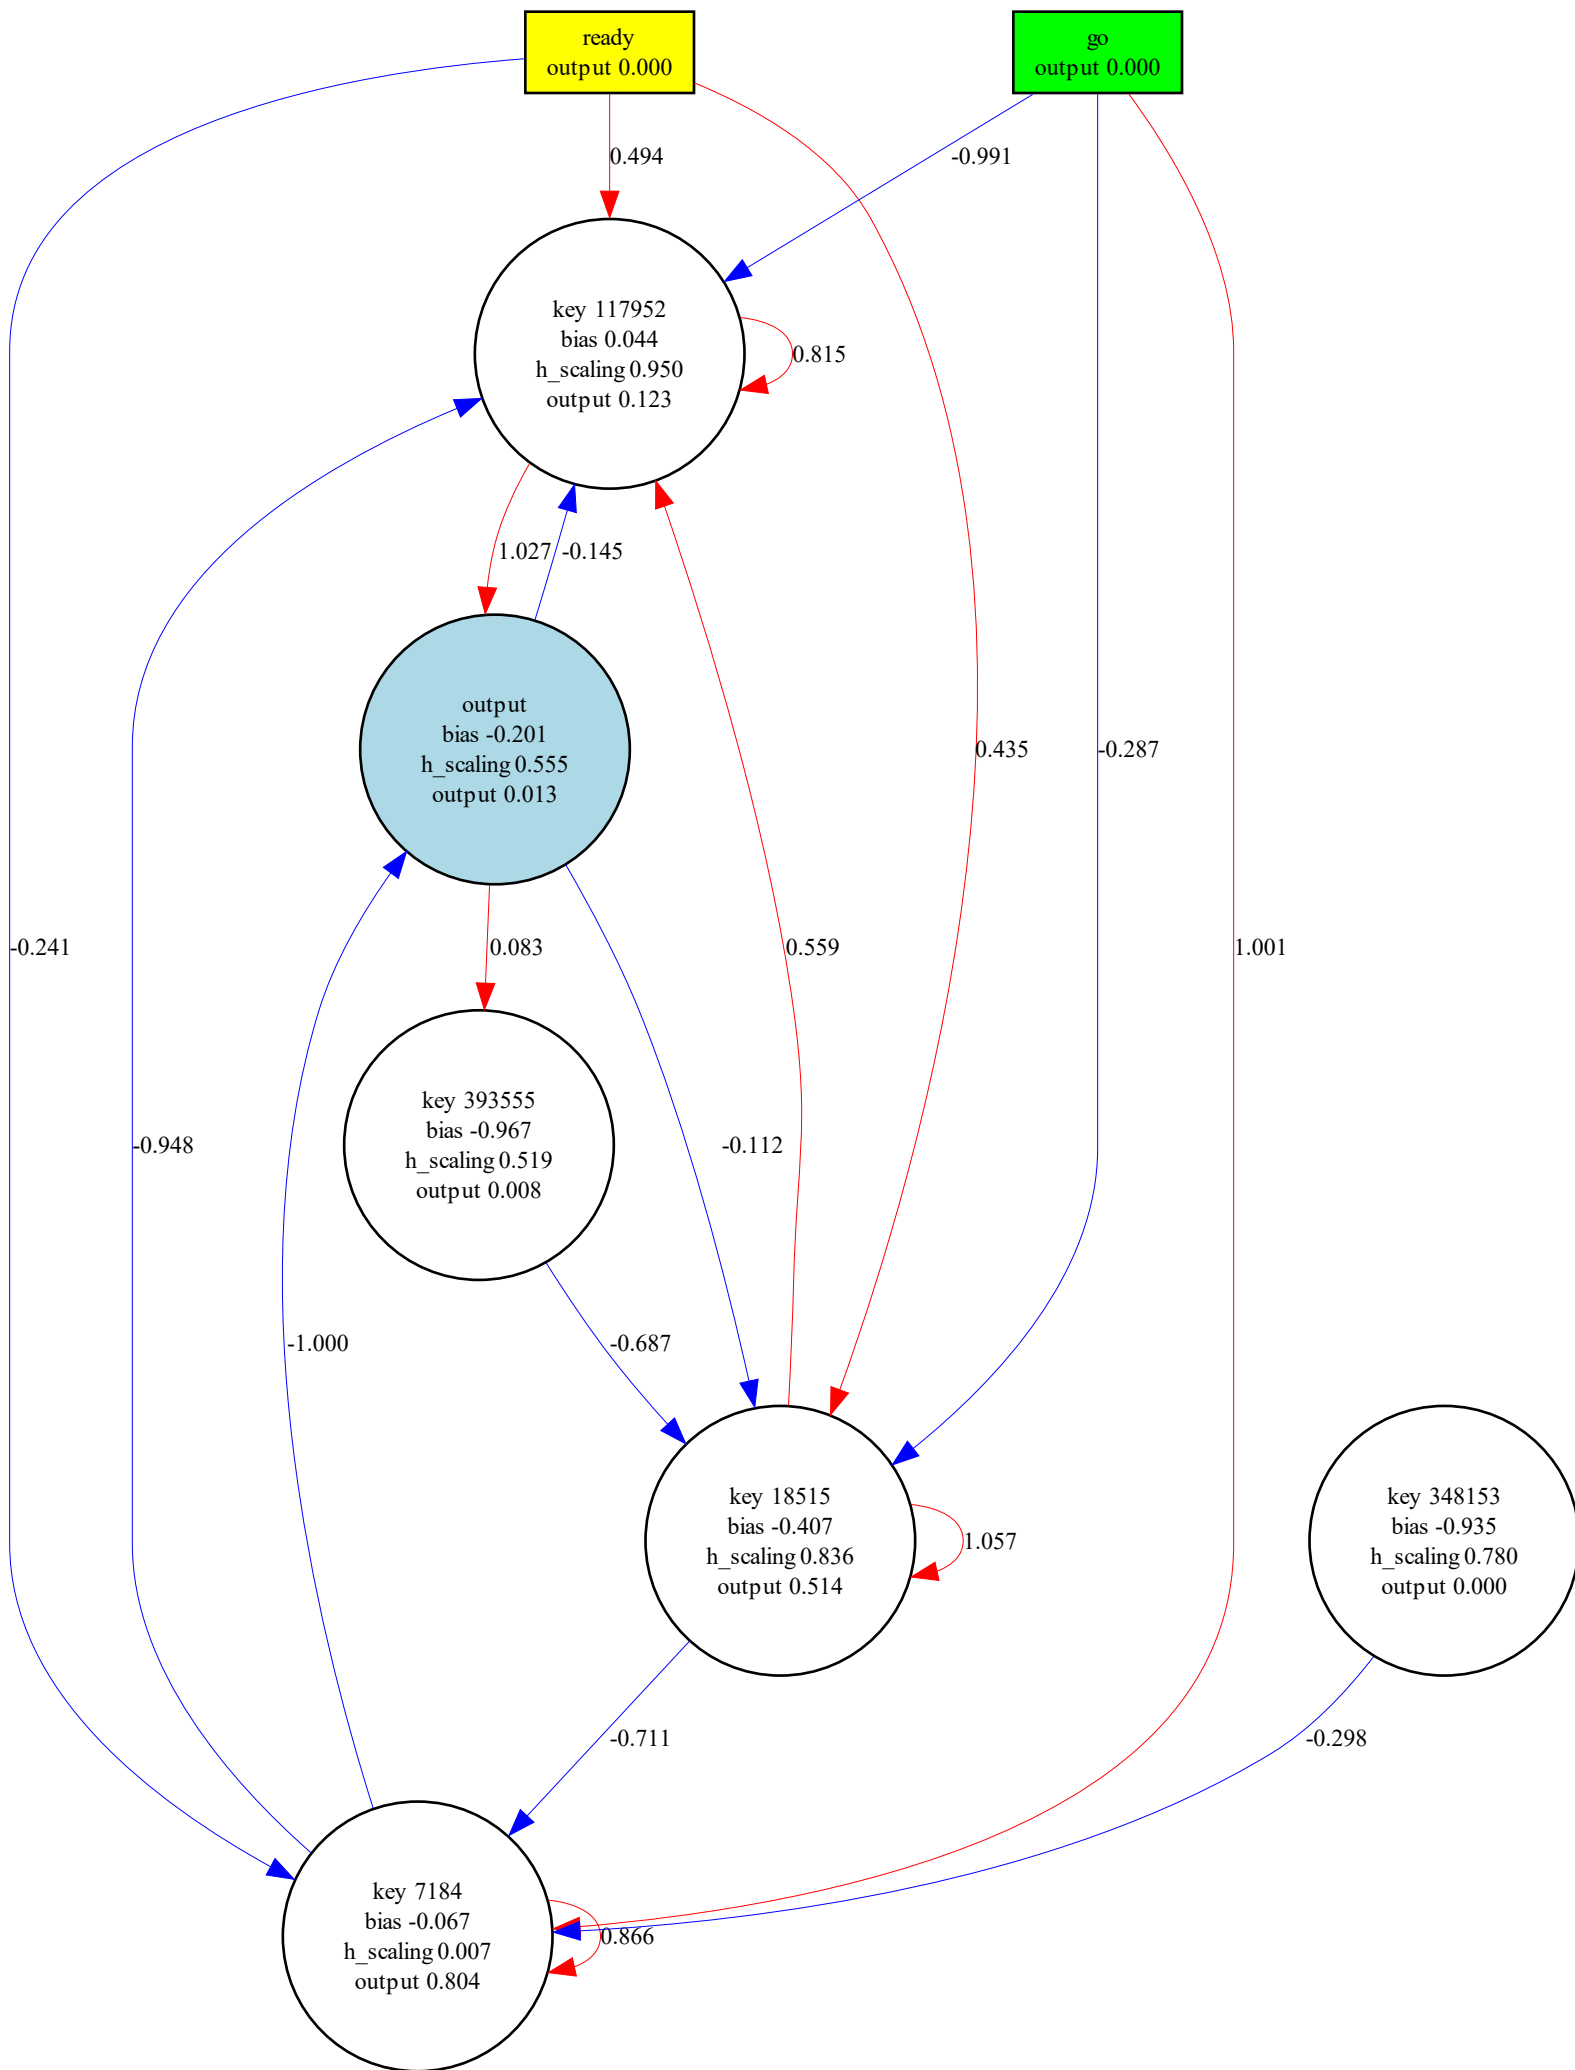 ready
output 0.000
go
output 0.000
0.494
-0.991
key 117952
bias 0.044
h_scaling 0.950
output 0.123
0.815
1.027
-0.145
output
bias -0.201
h_scaling 0.555
output 0.013
0.435
-0.287
-0.241
0.083
0.559
1.001
key 393555
bias -0.967
h_scaling 0.519
output 0.008
-0.948
-0.112
-1.000
-0.687
key 18515
bias -0.407
h_scaling 0.836
output 0.514
1.057
key 348153
bias -0.935
h_scaling 0.780
output 0.000
-0.711
-0.298
key 7184
bias -0.067
h_scaling 0.007
output 0.804
0.866